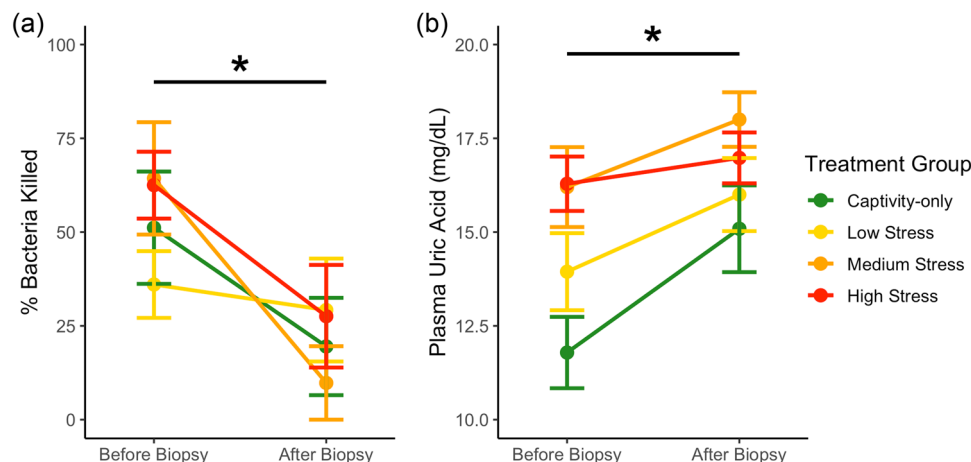 (a)
% Bacteria Killed
100
75
50
25
0
*
Before Biopsy
After Biopsy
(b)
Plasma Uric Acid (mg/dL)
20.0
17.5
15.0
12.5
10.0
*
Before Biopsy
After Biopsy
Treatment Group
Captivity-only
Low Stress
Medium Stress
High Stress